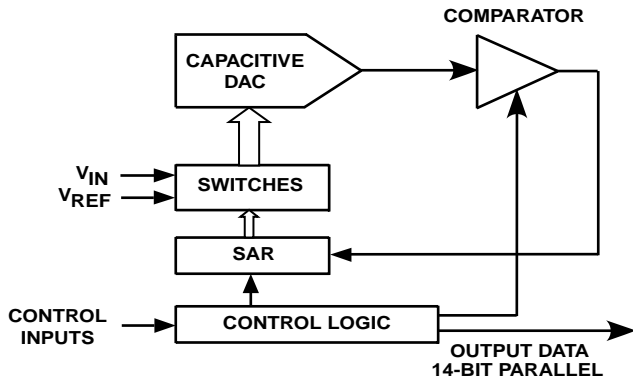 COMPARATOR
CAPACITIVE
DAC
VIN
VREF
SWITCHES
SAR
CONTROL
INPUTS
CONTROL LOGIC
OUTPUT DATA
14-BIT PARALLEL